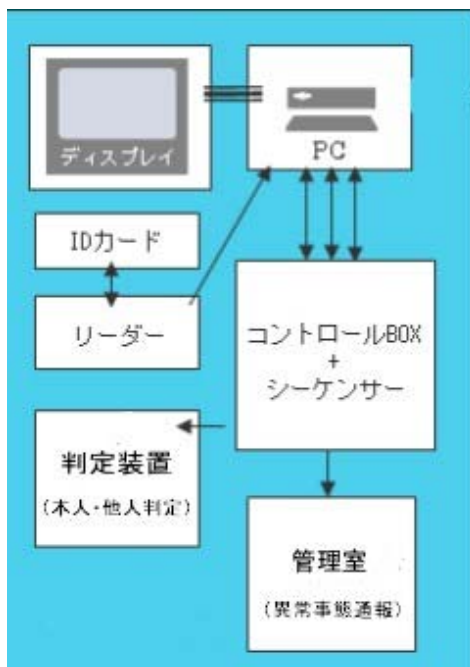 ディスプレイ
PC
IDカード
リーダー
コントロールBOX
+
シーケンサー
判定装置
(本人・他人判定)
管理室
(異常事態通報)